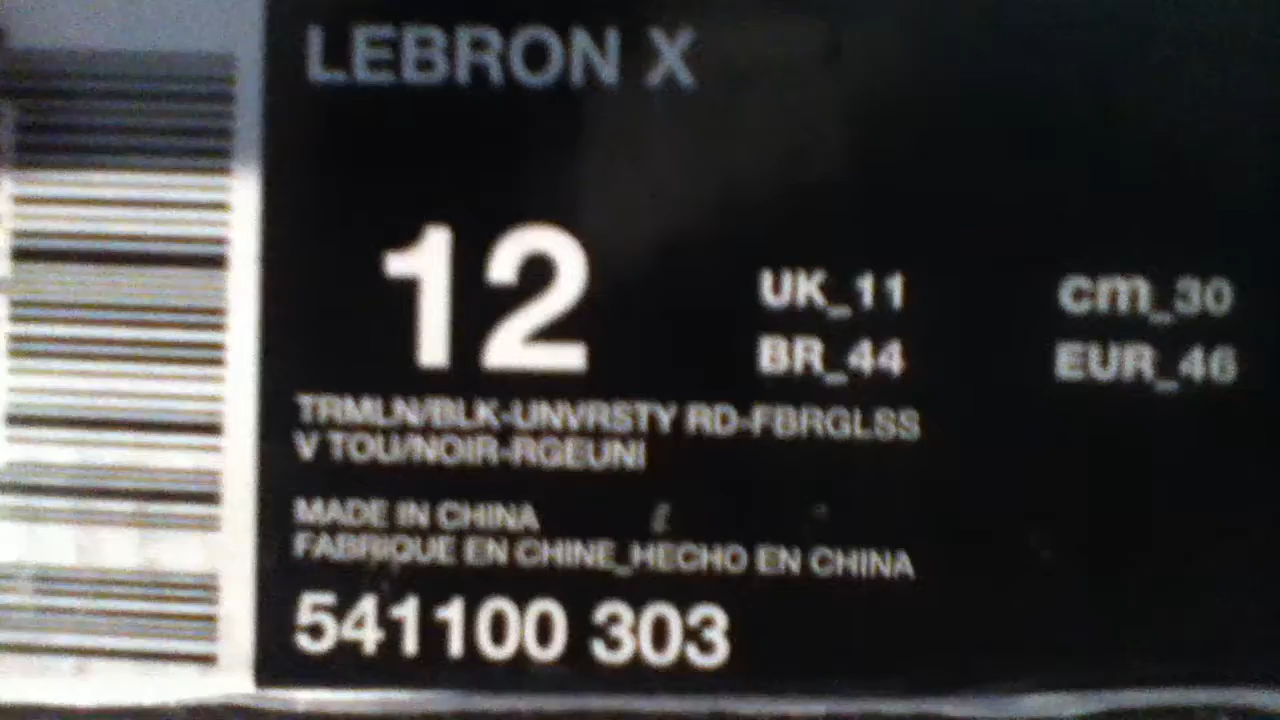 LEBRON X
12
UK_11 cm_30
BR_44 EUR_46
TRMLN/BLK-UNVRSTY RD-FBRGLSS
V TOU/NOIR-RGEUNI
MADE IN CHINA
FABRIQUE EN CHINE_HECHO EN CHINA
541100 303